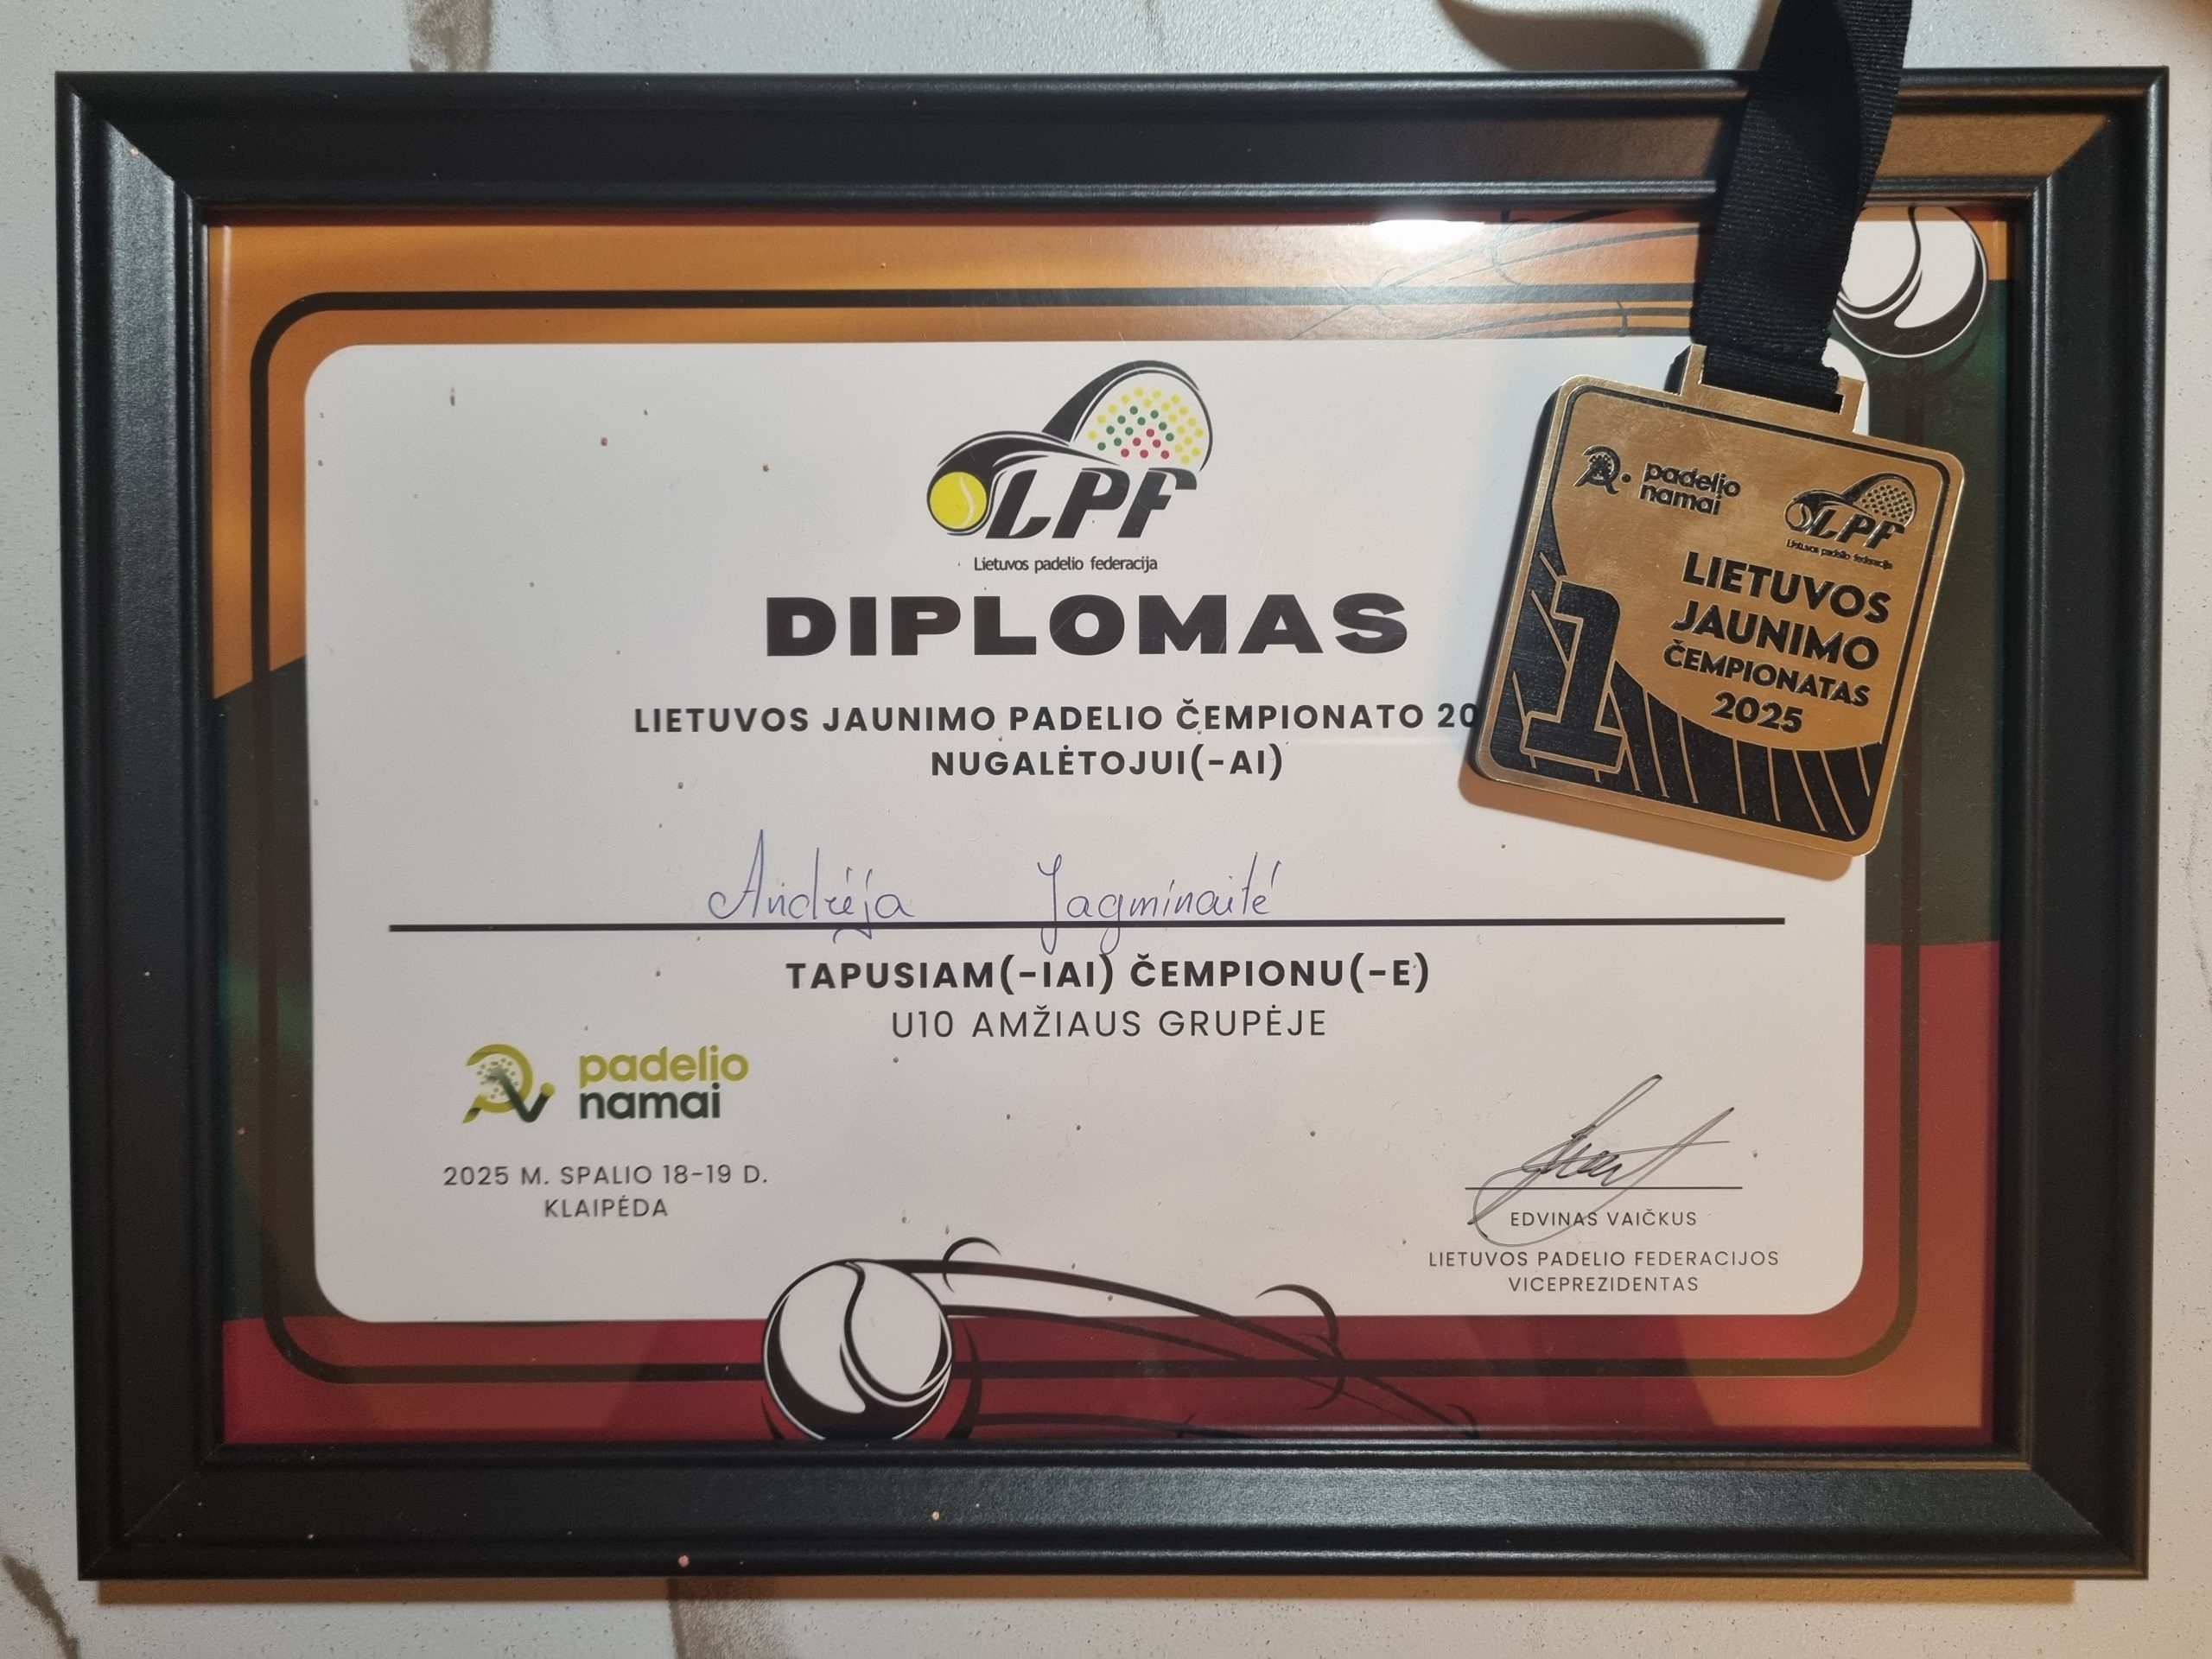 LPF
Lietuvos padelio federacija
DIPLOMAS
LIETUVOS JAUNIMO PADELIO ČEMPIONATO 20
NUGALĖTOJUI(-AI)
Andrėja Jagminaitė
TAPUSIAM(-IAI) ČEMPIONU(-E)
U10 AMŽIAUS GRUPĖJE
padelio
namai
2025 M. SPALIO 18-19 D.
KLAIPĖDA
EDVINAS VAIČKUS
LIETUVOS PADELIO FEDERACIJOS
VICEPREZIDENTAS
padelio
namai
LPF
Lietuvos padelio federacija
LIETUVOS
JAUNIMO
ČEMPIONATAS
2025
1